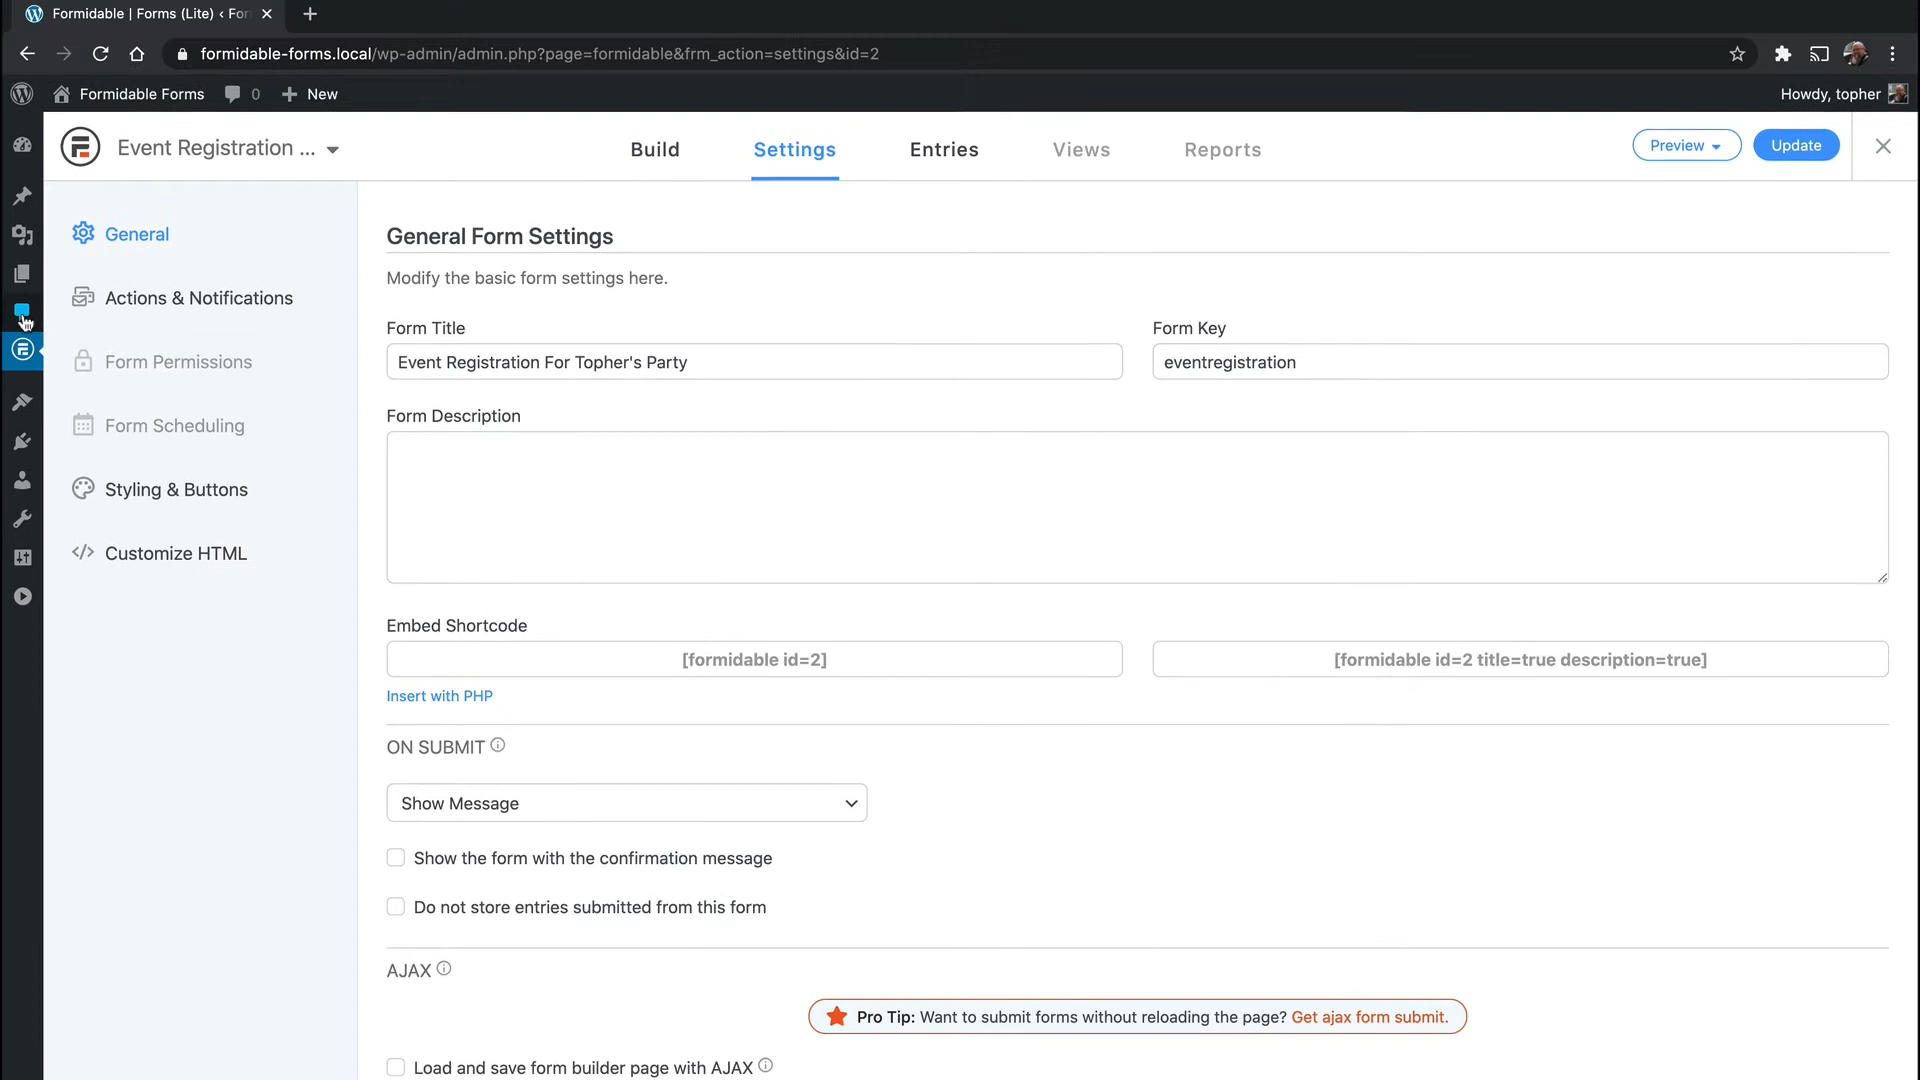 Formidable | Forms (Lite) ‹ For
formidable-forms.local/wp-admin/admin.php?page=formidable&frm_action=settings&id=2
Formidable Forms 0 New
Howdy, topher
Event Registration ...
Build Settings Entries Views Reports
Preview
Update
General
Actions & Notifications
Form Permissions
Form Scheduling
Styling & Buttons
Customize HTML
General Form Settings
Modify the basic form settings here.
Form Title
Form Key
Event Registration For Topher's Party
eventregistration
Form Description
Embed Shortcode
[formidable id=2]
[formidable id=2 title=true description=true]
Insert with PHP
ON SUBMIT
Show Message
Show the form with the confirmation message
Do not store entries submitted from this form
AJAX
Pro Tip: Want to submit forms without reloading the page? Get ajax form submit.
Load and save form builder page with AJAX